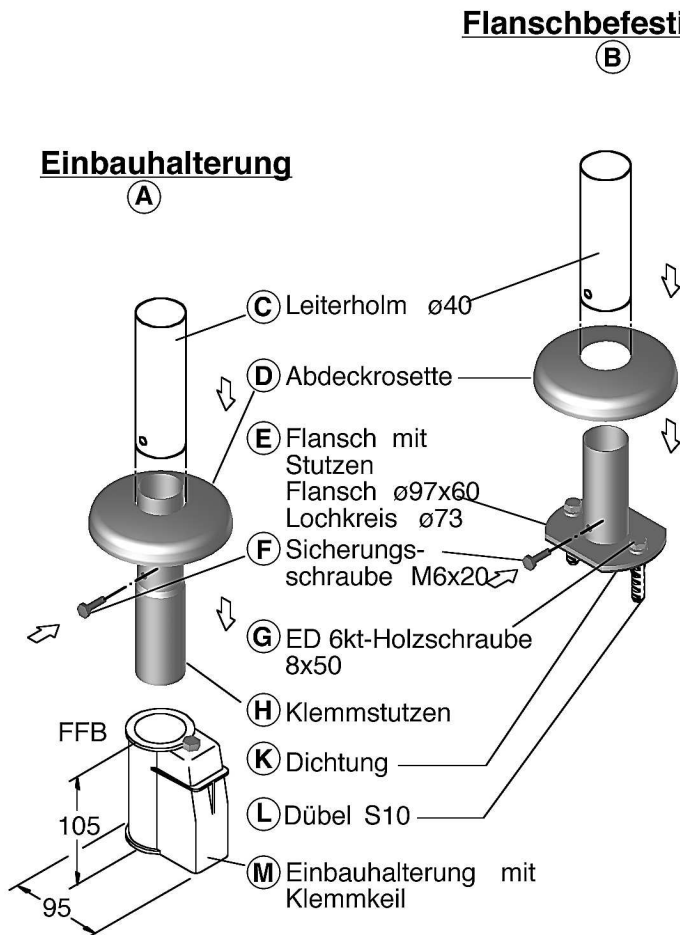 Flanschbefesti
B
Einbauhalterung
A
C Leiterholm ø40
D Abdeckrosette
E Flansch mit
Stutzen
Flansch ø97x60
Lochkreis ø73
F Sicherungs-
schraube M6x20
G ED 6kt-Holzschraube
8x50
H Klemmstutzen
FFB
K Dichtung
105
L Dübel S10
M Einbauhalterung mit
Klemmkeil
95